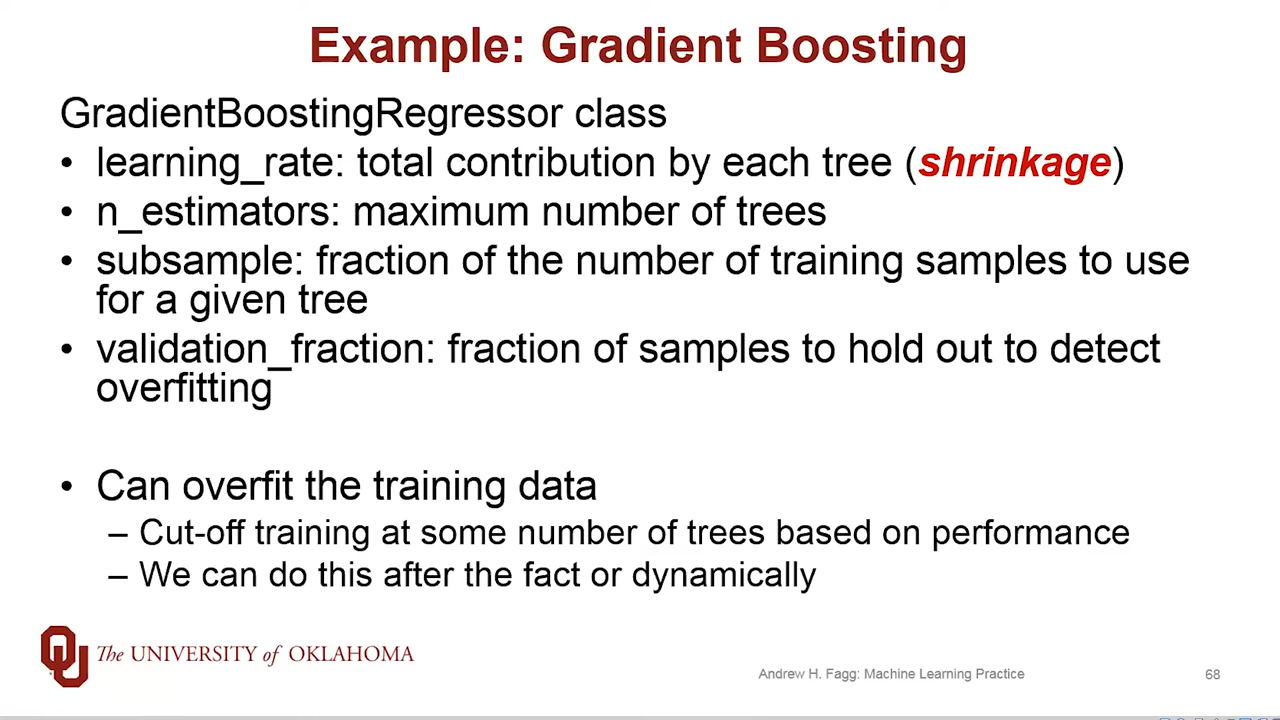 Example: Gradient Boosting
GradientBoostingRegressor class
• learning_rate: total contribution by each tree (shrinkage)
• n_estimators: maximum number of trees
• subsample: fraction of the number of training samples to use
for a given tree
• validation_fraction: fraction of samples to hold out to detect
overfitting
• Can overfit the training data
– Cut-off training at some number of trees based on performance
– We can do this after the fact or dynamically
The UNIVERSITY of OKLAHOMA
Andrew H. Fagg: Machine Learning Practice
68